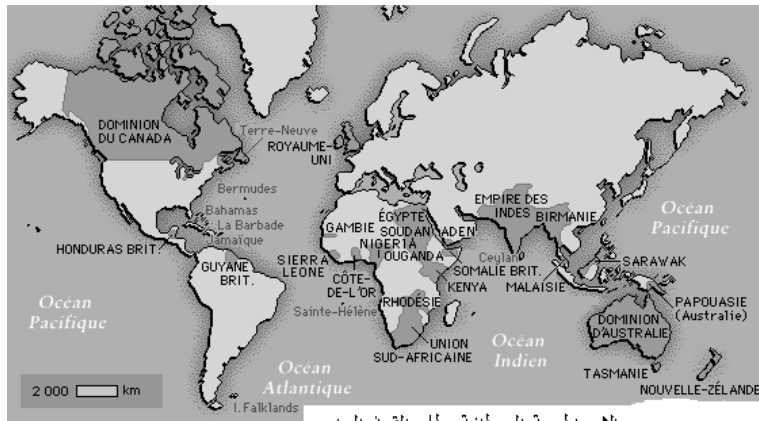 DOMINION
DU CANADA
Terre-Neuve
ROYAUME-
UNI
Bermudes
Bahamas
La Barbade
Jamaïque
HONDURAS BRIT.
GUYANE
BRIT.
Océan
Pacifique
Océan
Atlantique
I. Falklands
2 000 km
GAMBIE
SIERRA
LEONE
CÔTE-
DE-L'OR
Sainte-Hélène
ÉGYPTE
SOUDAN
NIGERIA
OUGANDA
ADEN
SOMALIE BRIT.
KENYA
RHODÉSIE
UNION
SUD-AFRICAINE
EMPIRE DES
INDES
BIRMANIE
Ceylan
MALAISIE
SARAWAK
Océan
Pacifique
PAPOUASIE
(Australie)
Océan
Indien
DOMINION
D'AUSTRALIE
TASMANIE
NOUVELLE-ZÉLANDE